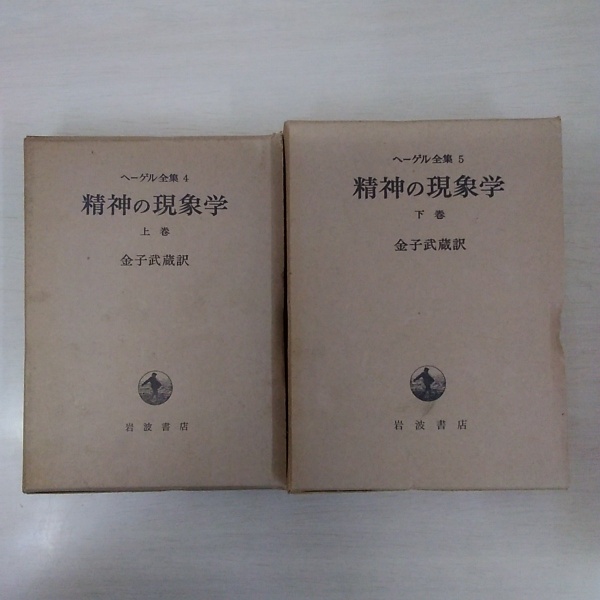 ヘーゲル全集 4
精神の現象学
上巻
金子武蔵訳
岩波書店
ヘーゲル全集 5
精神の現象学
下巻
金子武蔵訳
岩波書店